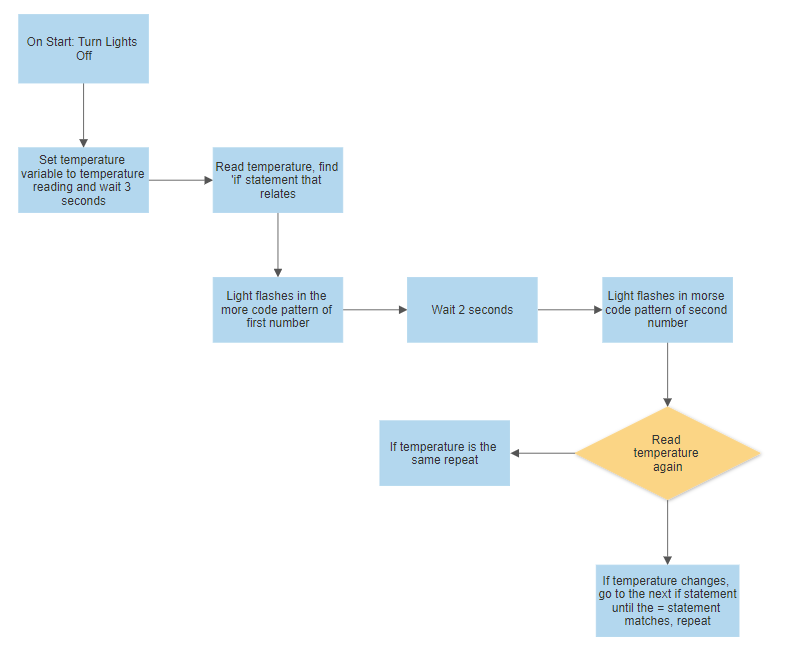 On Start: Turn Lights
Off
Set temperature
variable to temperature
reading and wait 3
seconds
Read temperature, find
'if' statement that
relates
Light flashes in the
more code pattern of
first number
Wait 2 seconds
Light flashes in morse
code pattern of second
number
Read
temperature
again
If temperature is the
same repeat
If temperature changes,
go to the next if statement
until the = statement
matches, repeat